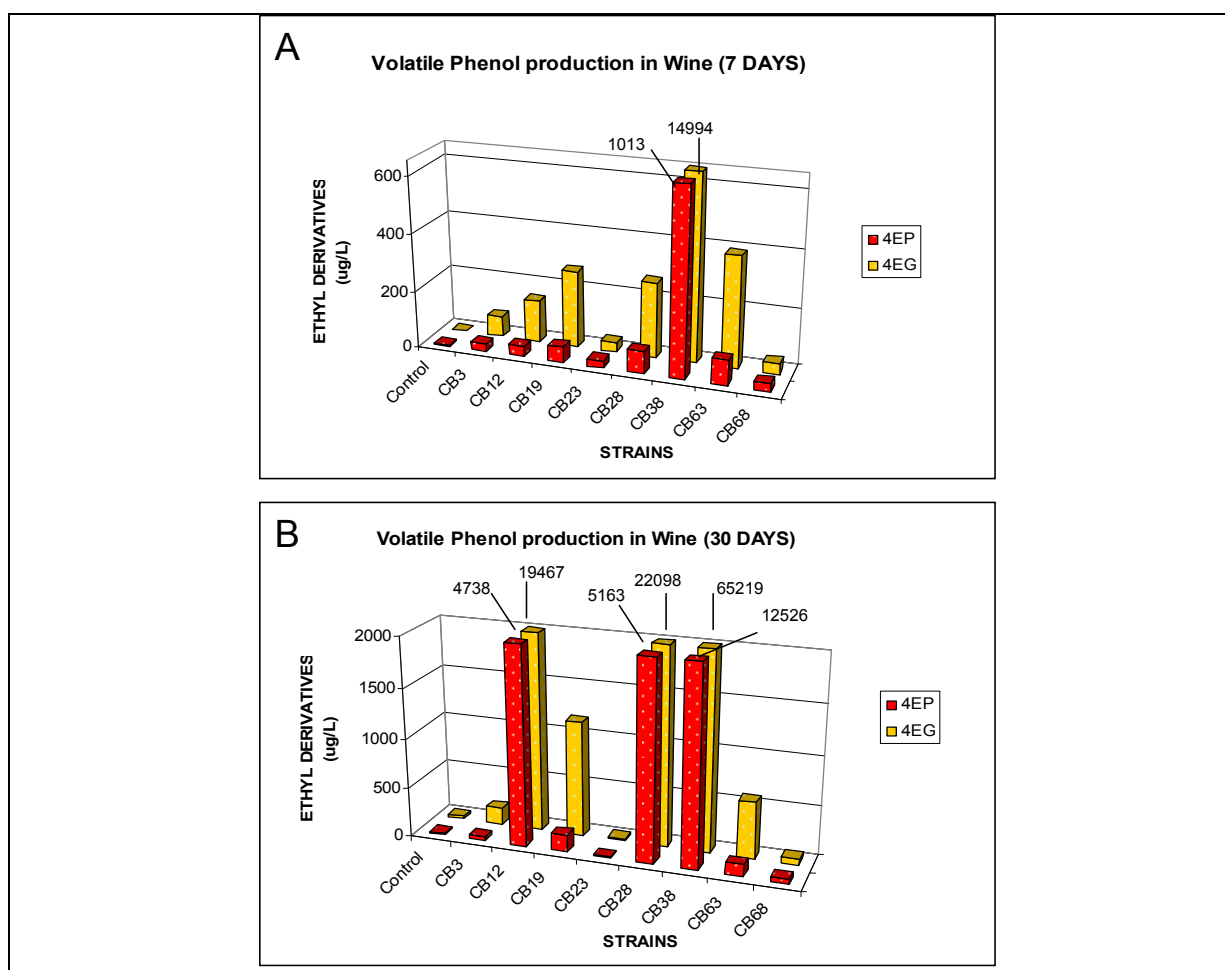 A
Volatile Phenol production in Wine (7 DAYS)
14994
1013
600
400
200
0
ETHYL DERIVATIVES
(ug/L)
Control
CB3
CB12
CB19
CB23
CB28
CB38
CB63
CB68
STRAINS
4EP
4EG
B
Volatile Phenol production in Wine (30 DAYS)
4738
19467
5163
22098
65219
12526
2000
1500
1000
500
0
ETHYL DERIVATIVES
(ug/L)
Control
CB3
CB12
CB19
CB23
CB28
CB38
CB63
CB68
STRAINS
4EP
4EG